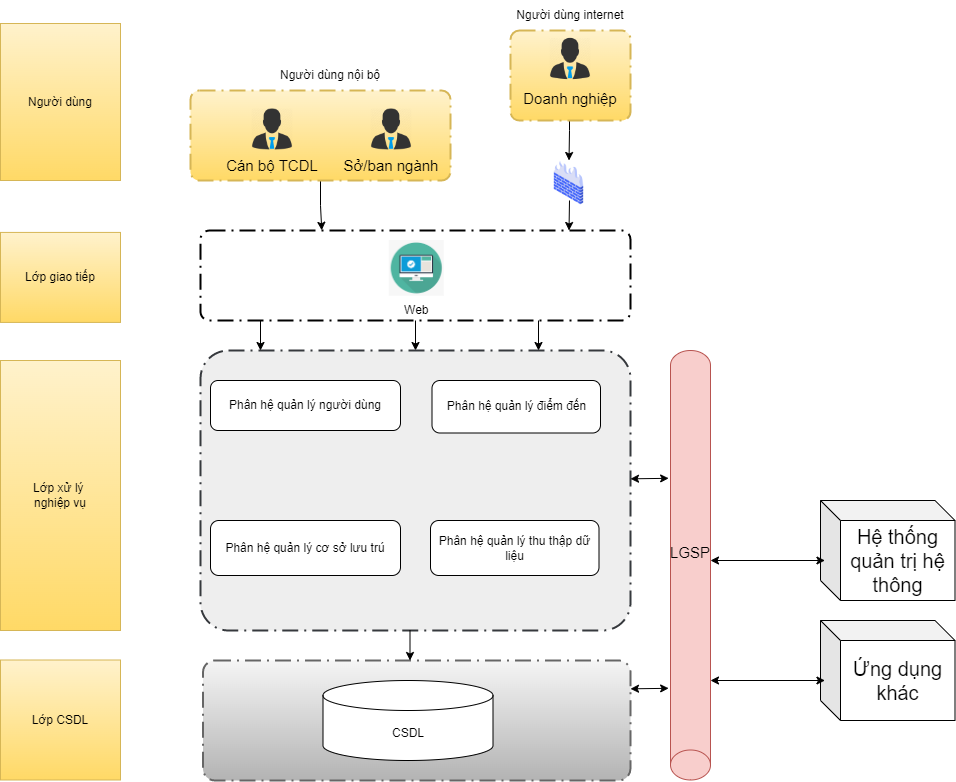 Người dùng internet
Doanh nghiệp
Người dùng nội bộ
Cán bộ TCDL
Sở/ban ngành
Người dùng
Lớp giao tiếp
Web
Phân hệ quản lý người dùng
Phân hệ quản lý điểm đến
Lớp xử lý
nghiệp vụ
Phân hệ quản lý cơ sở lưu trú
Phân hệ quản lý thu thập dữ
liệu
LGSP
Hệ thống
quản trị hệ
thông
Ứng dụng
khác
Lớp CSDL
CSDL